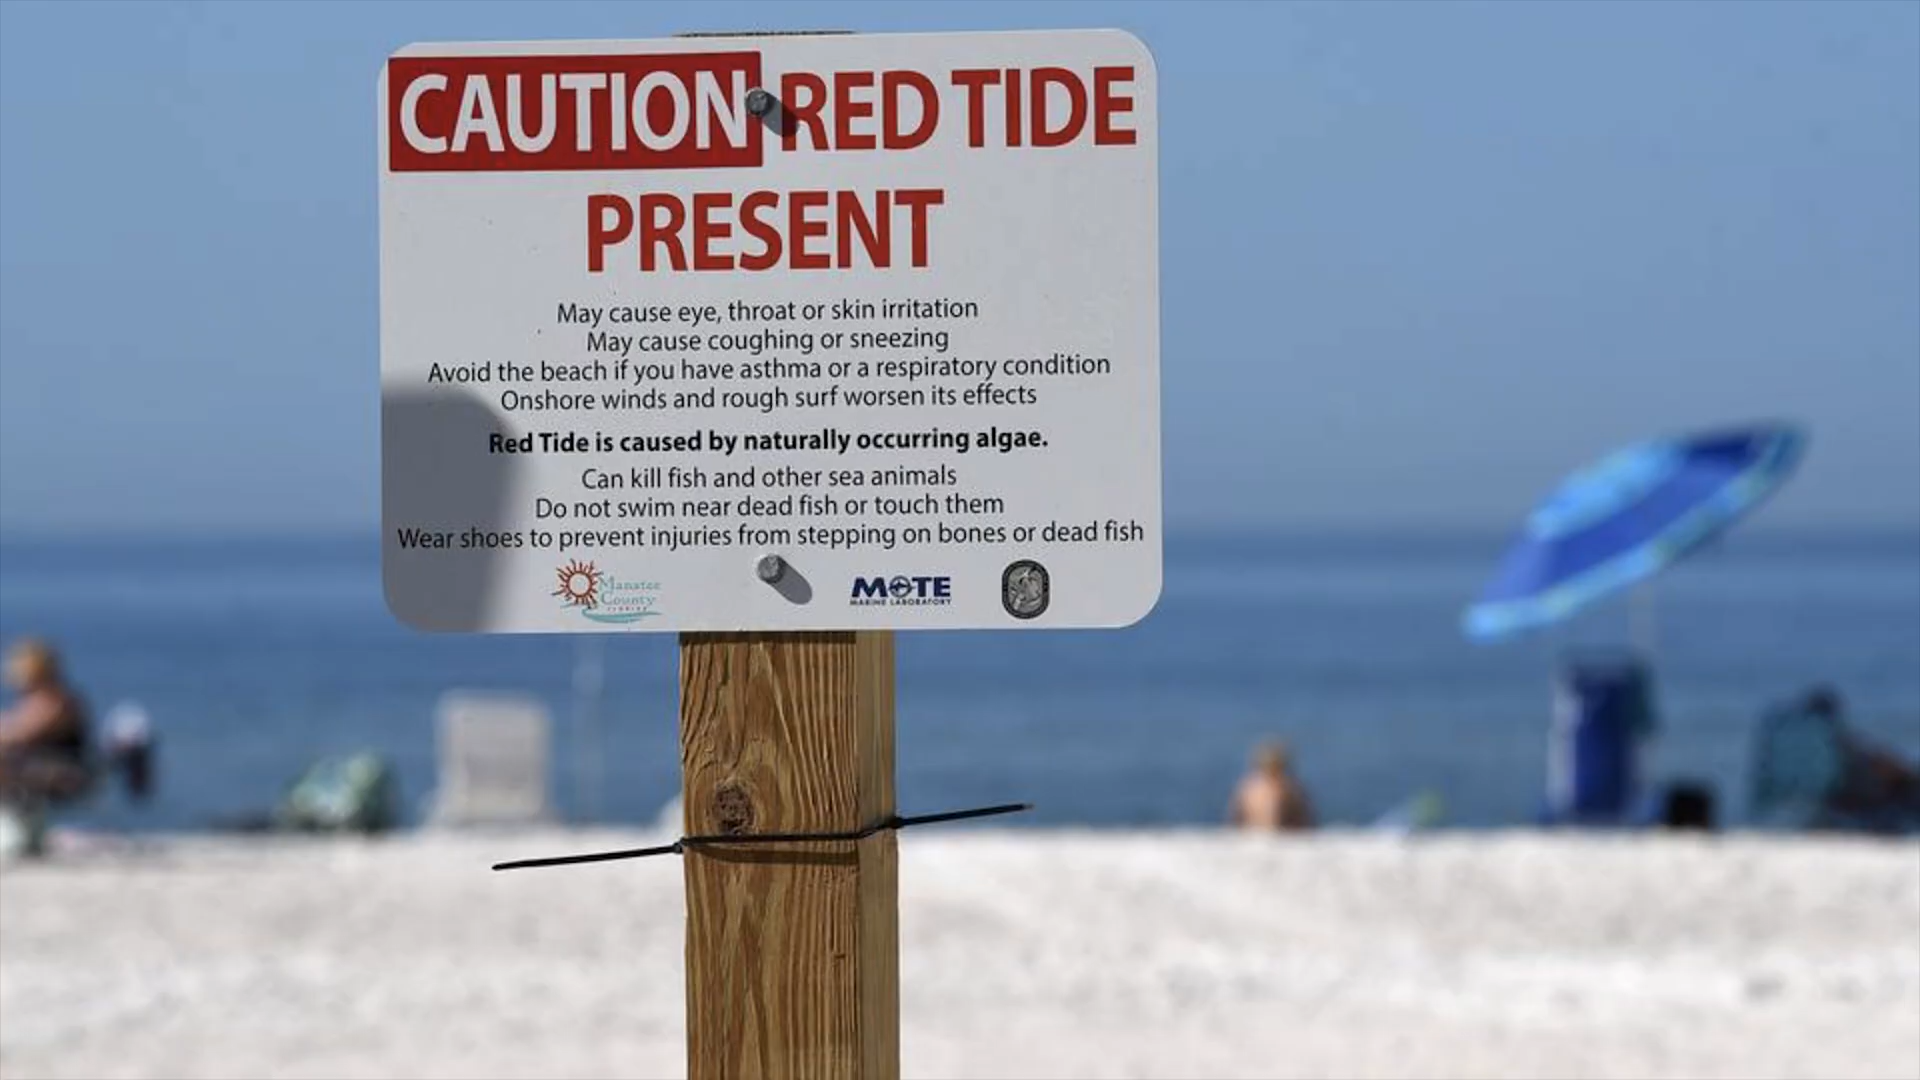 CAUTION RED TIDE
PRESENT
May cause eye, throat or skin irritation
May cause coughing or sneezing
Avoid the beach if you have asthma or a respiratory condition
Onshore winds and rough surf worsen its effects
Red Tide is caused by naturally occurring algae.
Can kill fish and other sea animals
Do not swim near dead fish or touch them
Wear shoes to prevent injuries from stepping on bones or dead fish
Manatee
County
FLORIDA
MOTE
MARINE LABORATORY